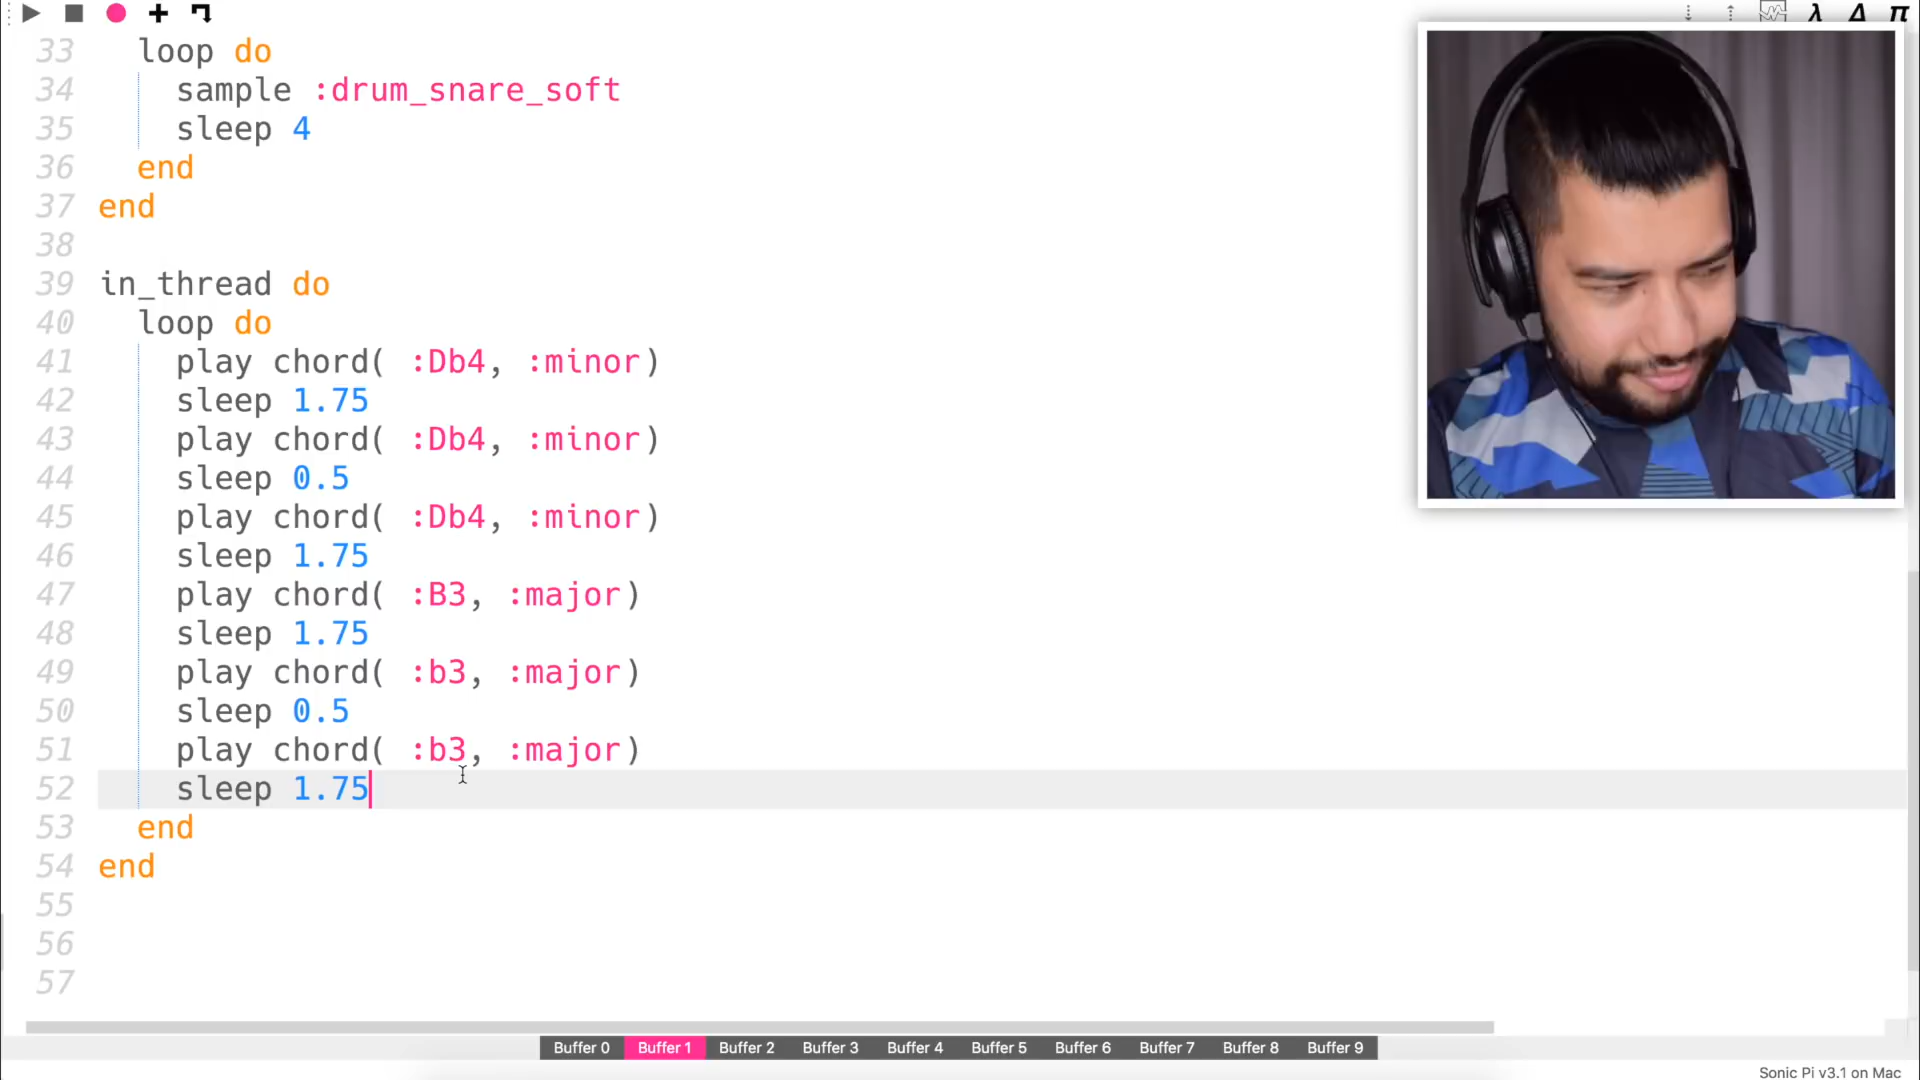 λ Δ π
33 loop do
34 sample :drum_snare_soft
35 sleep 4
36 end
37 end
38
39 in_thread do
40 loop do
41 play chord( :Db4, :minor)
42 sleep 1.75
43 play chord( :Db4, :minor)
44 sleep 0.5
45 play chord( :Db4, :minor)
46 sleep 1.75
47 play chord( :B3, :major)
48 sleep 1.75
49 play chord( :b3, :major)
50 sleep 0.5
51 play chord( :b3, :major)
52 sleep 1.75
53 end
54 end
55
56
57
Buffer 0 Buffer 1 Buffer 2 Buffer 3 Buffer 4 Buffer 5 Buffer 6 Buffer 7 Buffer 8 Buffer 9
Sonic Pi v3.1 on Mac